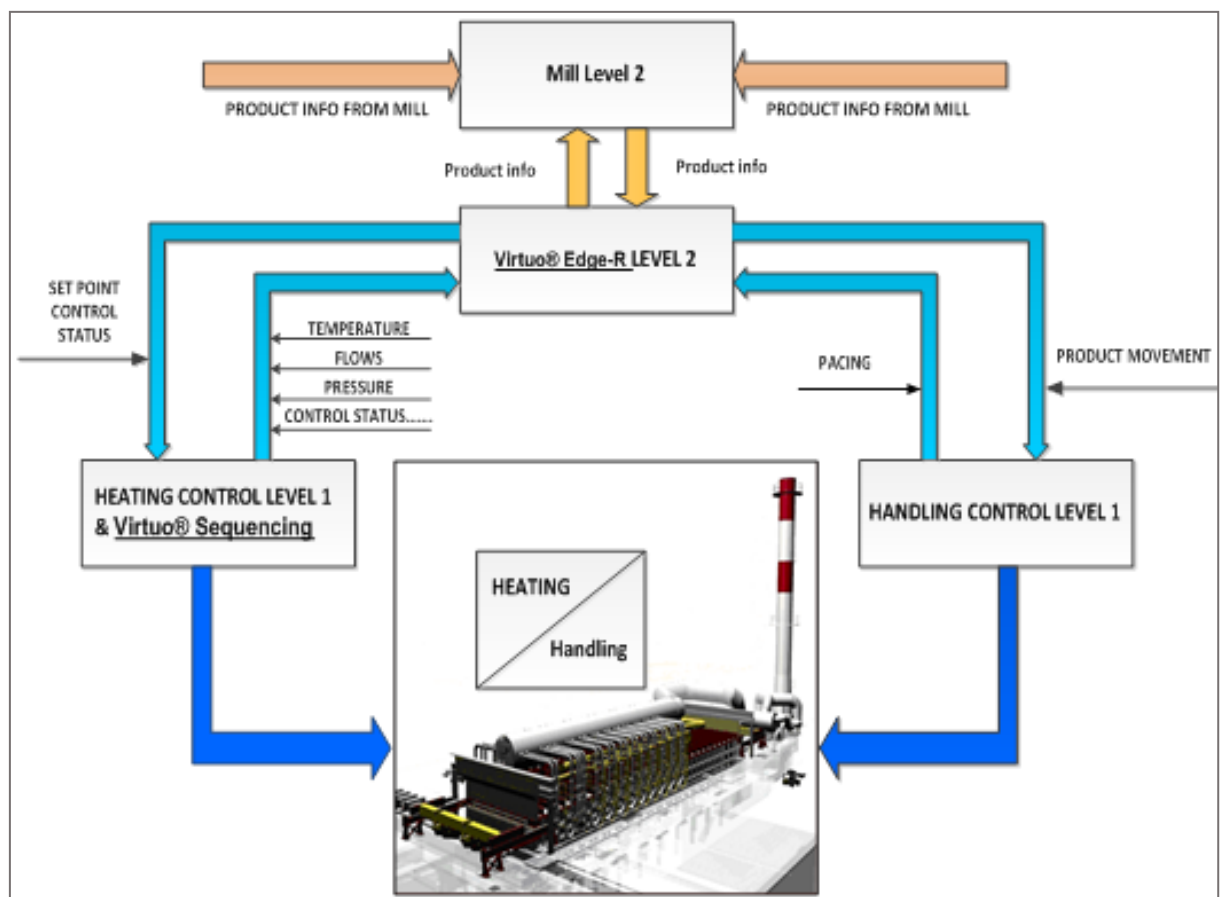 Mill Level 2
PRODUCT INFO FROM MILL
PRODUCT INFO FROM MILL
Product info
Product info
Virtuo® Edge-R LEVEL 2
SET POINT
CONTROL
STATUS
TEMPERATURE
FLOWS
PRESSURE
CONTROL STATUS.......
PACING
PRODUCT MOVEMENT
HEATING CONTROL LEVEL 1
& Virtuo® Sequencing
HANDLING CONTROL LEVEL 1
HEATING
Handling